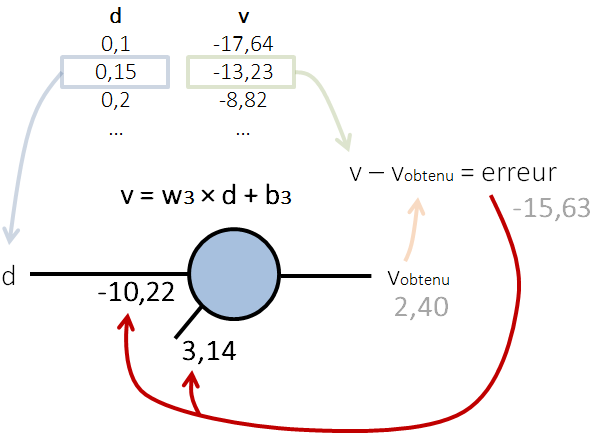 d v
0,1 -17,64
0,15 -13,23
0,2 -8,82
... ...
v – vobtenu = erreur
-15,63
v = w3 × d + b3
d
-10,22
vobtenu
2,40
3,14